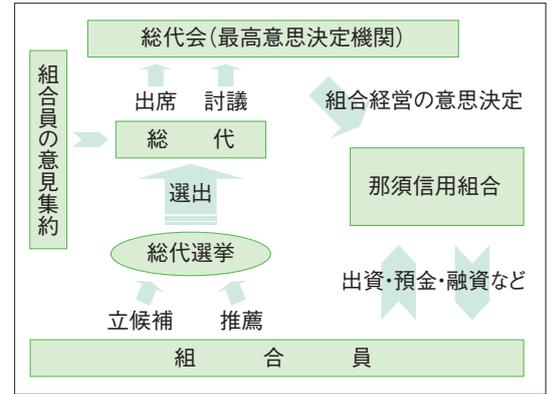 総代会（最高意思決定機関）
組合員の意見集約
出席 討議
組合経営の意思決定
総代
那須信用組合
選出
総代選挙
出資・預金・融資など
立候補 推薦
組合員